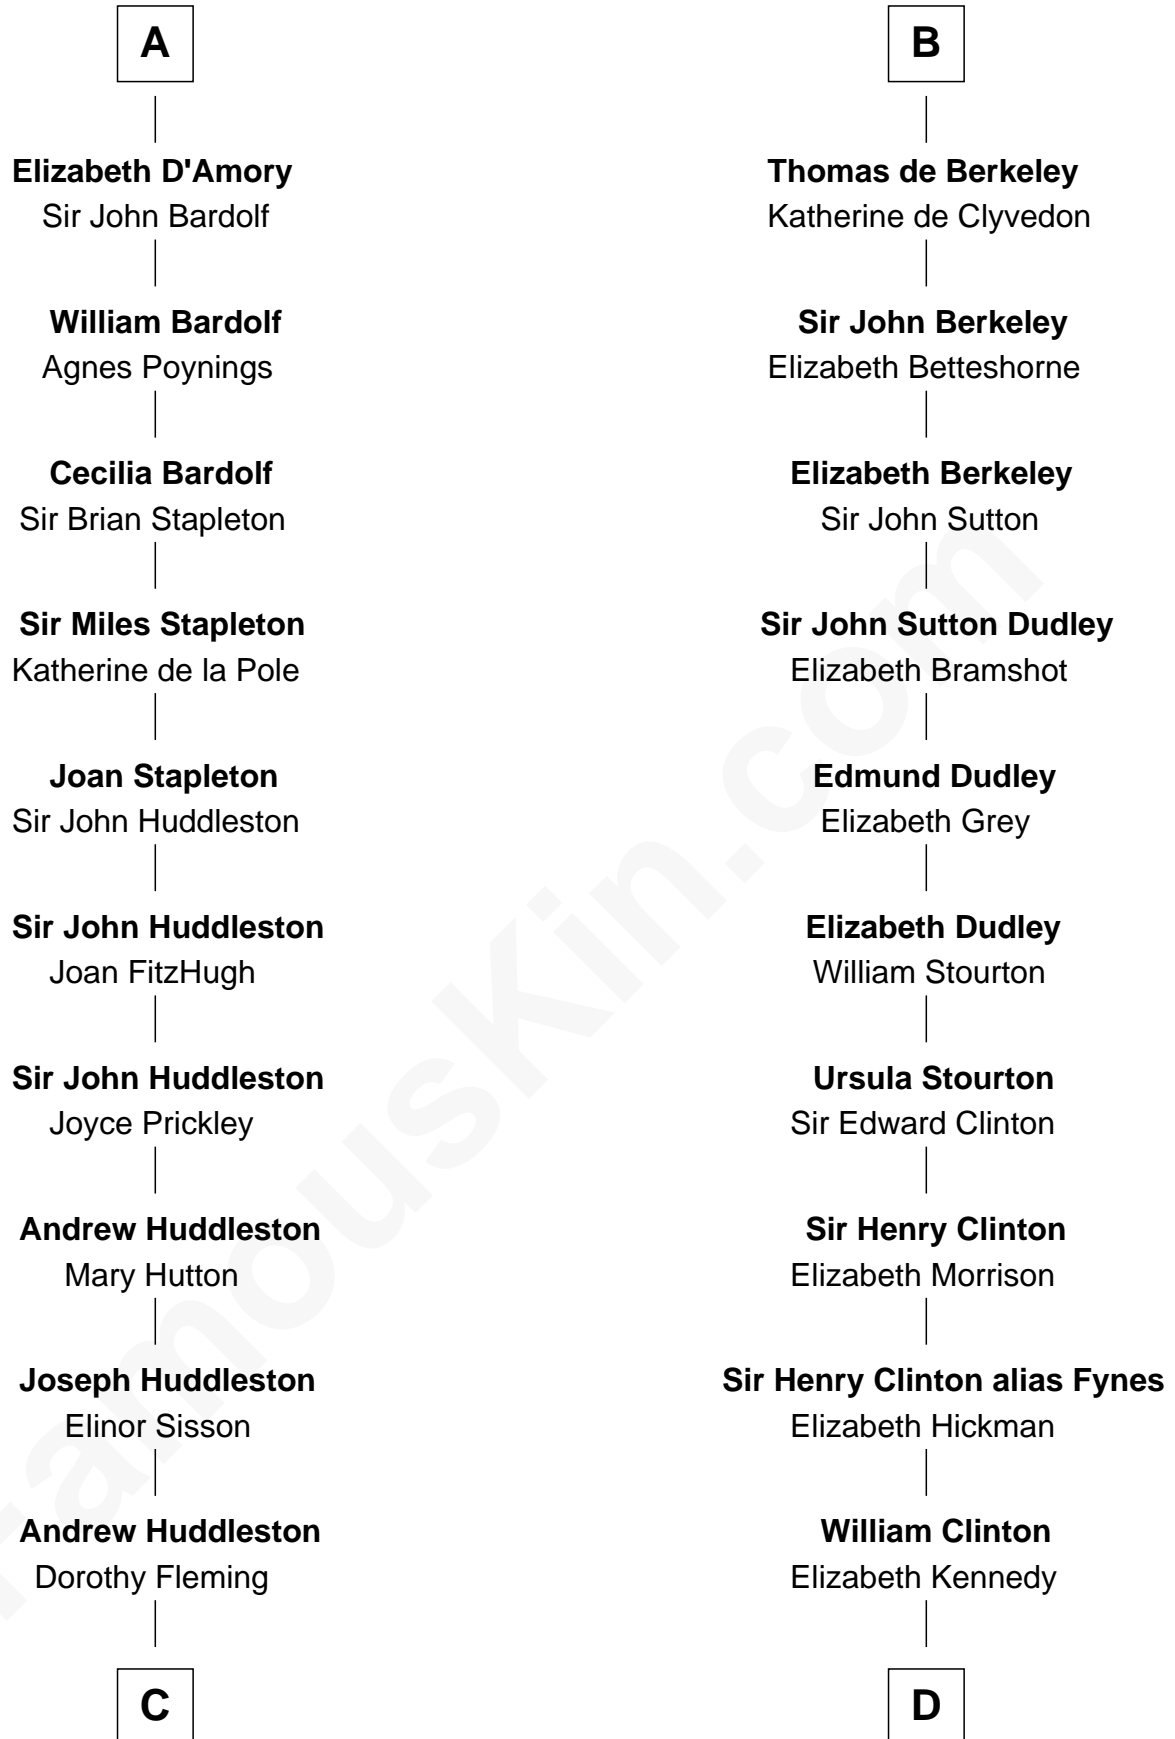 A
Elizabeth D'Amory
Sir John Bardolf
William Bardolf
Agnes Poynings
Cecilia Bardolf
Sir Brian Stapleton
Sir Miles Stapleton
Katherine de la Pole
Joan Stapleton
Sir John Huddleston
Sir John Huddleston
Joan FitzHugh
Sir John Huddleston
Joyce Prickley
Andrew Huddleston
Mary Hutton
Joseph Huddleston
Elinor Sisson
Andrew Huddleston
Dorothy Fleming
C
B
Thomas de Berkeley
Katherine de Clyvedon
Sir John Berkeley
Elizabeth Betteshorne
Elizabeth Berkeley
Sir John Sutton
Sir John Sutton Dudley
Elizabeth Bramshot
Edmund Dudley
Elizabeth Grey
Elizabeth Dudley
William Stourton
Ursula Stourton
Sir Edward Clinton
Sir Henry Clinton
Elizabeth Morrison
Sir Henry Clinton alias Fynes
Elizabeth Hickman
William Clinton
Elizabeth Kennedy
D
FamousKin.com